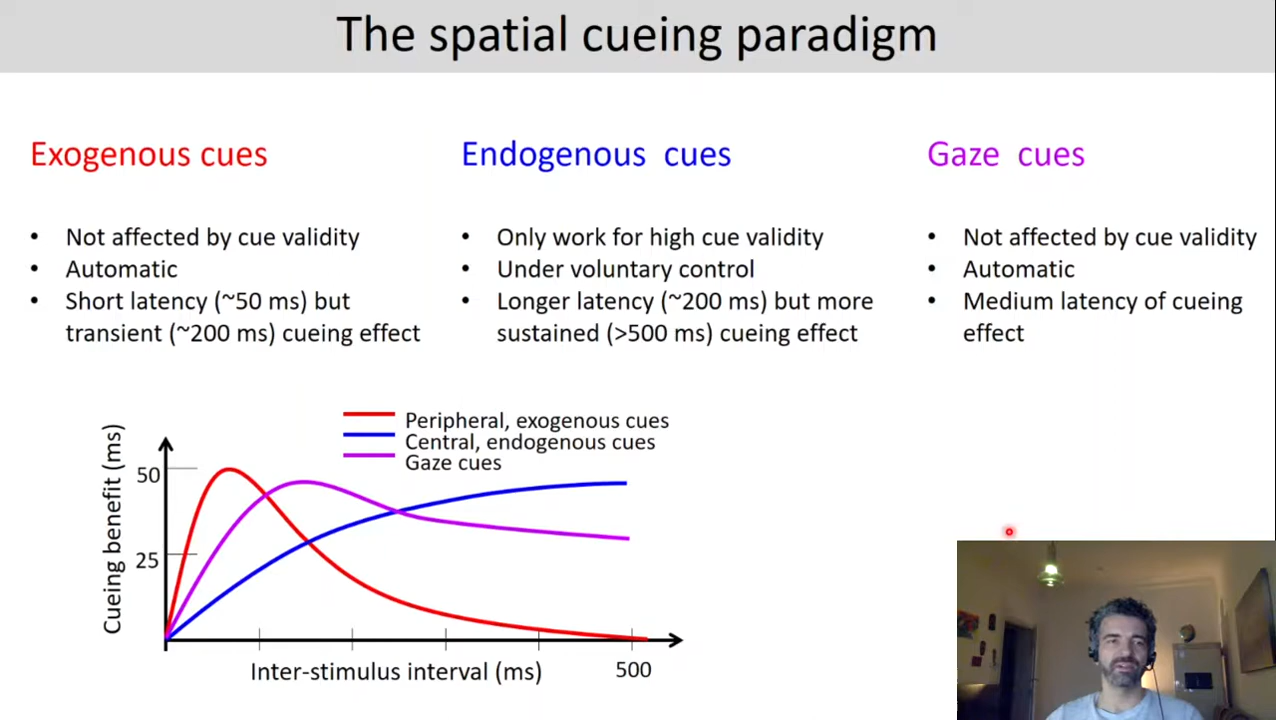 The spatial cueing paradigm
Exogenous cues
• Not affected by cue validity
• Automatic
• Short latency (~50 ms) but
transient (~200 ms) cueing effect
Endogenous cues
• Only work for high cue validity
• Under voluntary control
• Longer latency (~200 ms) but more
sustained (>500 ms) cueing effect
Gaze cues
• Not affected by cue validity
• Automatic
• Medium latency of cueing
effect
Peripheral, exogenous cues
Central, endogenous cues
Gaze cues
Cueing benefit (ms)
50
25
Inter-stimulus interval (ms)
500